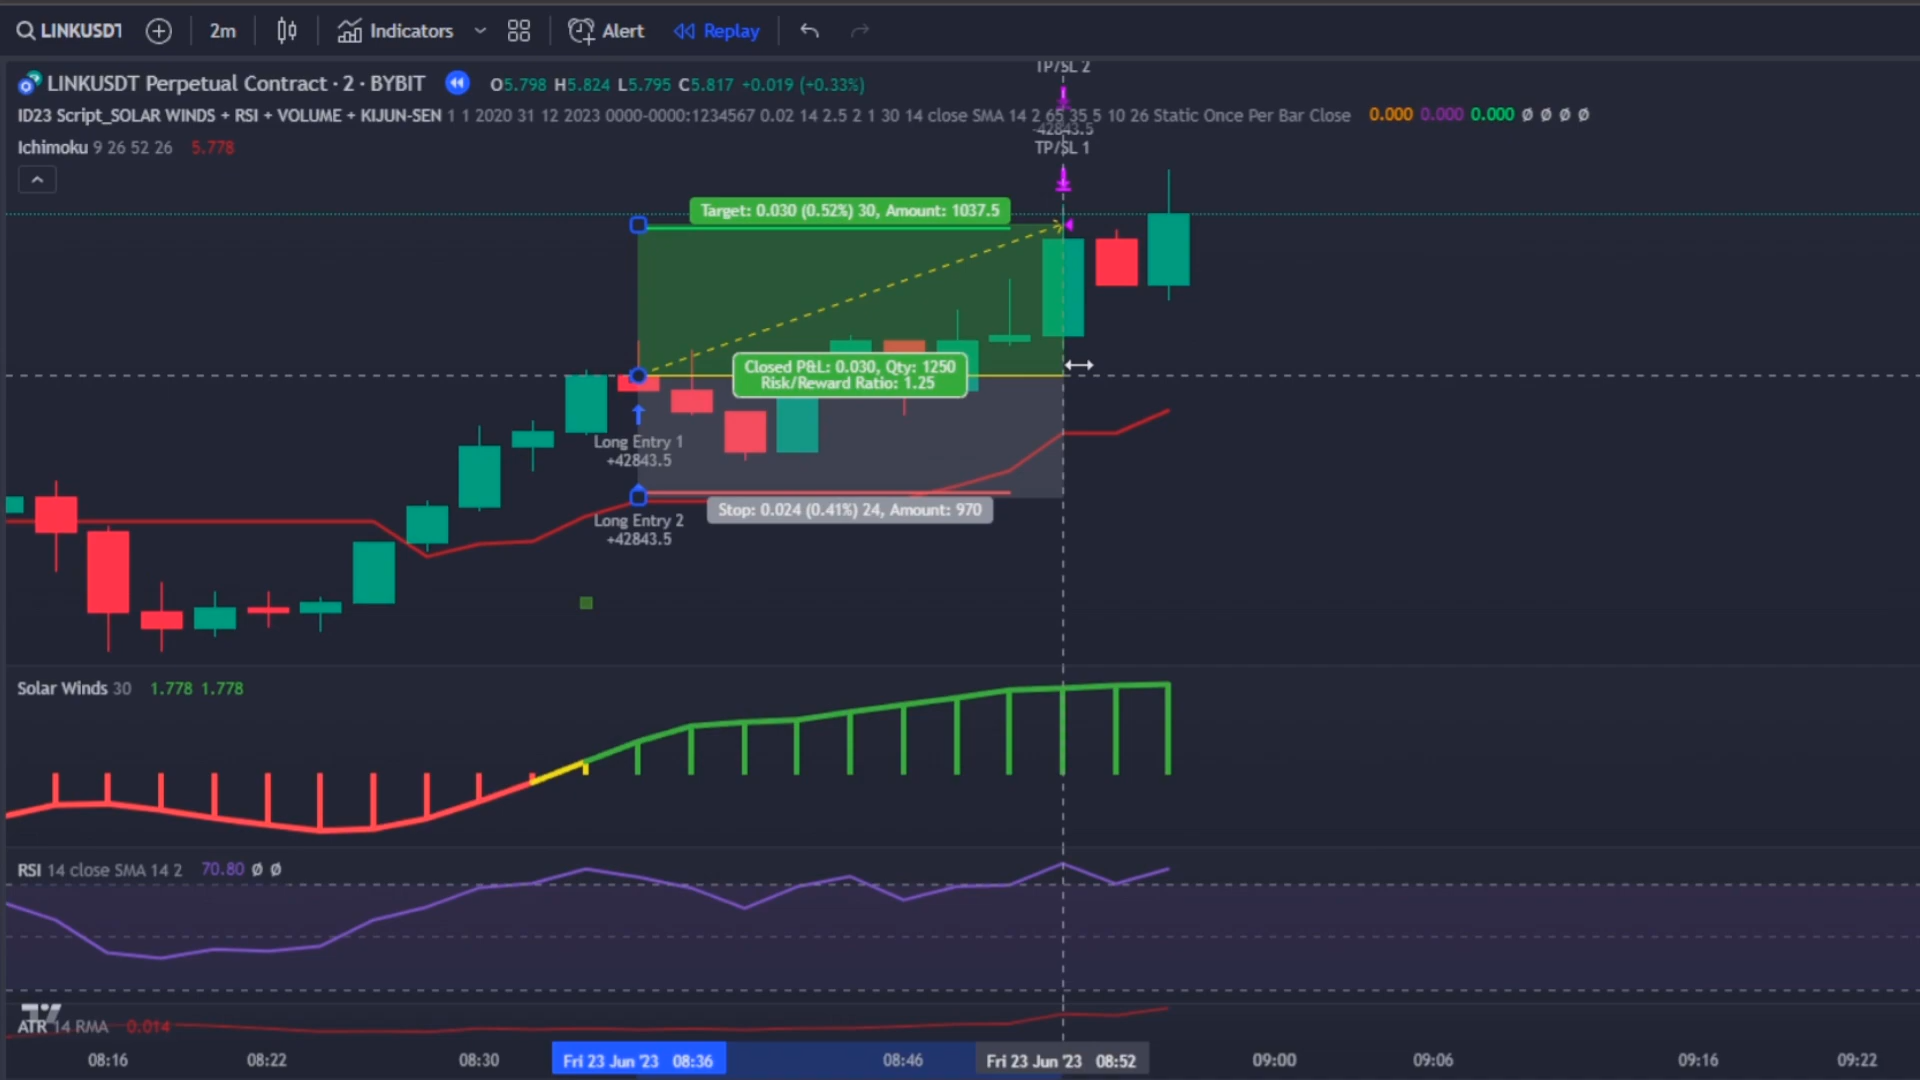 LINKUSDT
2m
Indicators
Alert
Replay
LINKUSDT Perpetual Contract · 2 · BYBIT
O5.798 H5.824 L5.795 C5.817 +0.019 (+0.33%)
TP/SL 2
ID23 Script_SOLAR WINDS + RSI + VOLUME + KIJUN-SEN 1 1 2020 31 12 2023 0000-0000:1234567 0.02 14 2.5 2 1 30 14 close SMA 14 2 65 35 5 10 26 Static Once Per Bar Close 0.000 0.000 0.000 Ø Ø Ø Ø
-42843.5
Ichimoku 9 26 52 26 5.778
TP/SL 1
Target: 0.030 (0.52%) 30, Amount: 1037.5
Closed P&L: 0.030, Qty: 1250
Risk/Reward Ratio: 1.25
Long Entry 1
+42843.5
Stop: 0.024 (0.41%) 24, Amount: 970
Long Entry 2
+42843.5
Solar Winds 30 1.778 1.778
RSI 14 close SMA 14 2 70.80 Ø Ø
ATR 14 RMA 0.014
08:16
08:22
08:30
Fri 23 Jun '23 08:36
08:46
Fri 23 Jun '23 08:52
09:00
09:06
09:16
09:22